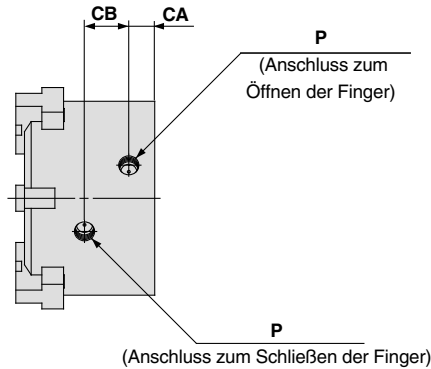 CB CA
P
(Anschluss zum
Öffnen der Finger)
P
(Anschluss zum Schließen der Finger)